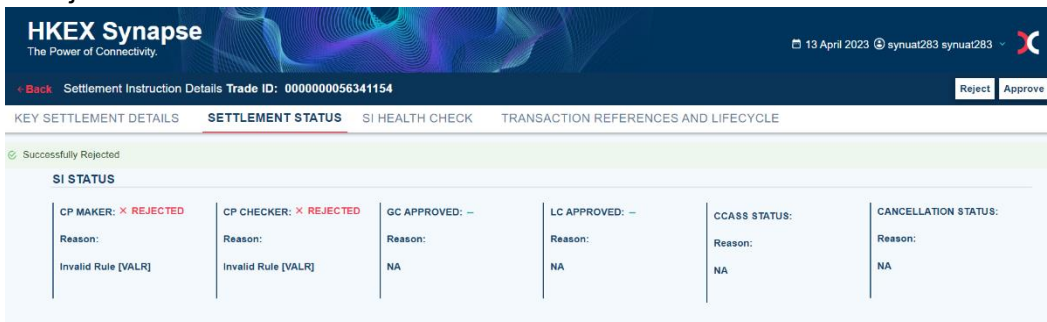 HKEX Synapse
The Power of Connectivity.
13 April 2023 synuat283 synuat283
Back Settlement Instruction Details Trade ID: 0000000056341154
Reject Approve
KEY SETTLEMENT DETAILS SETTLEMENT STATUS SI HEALTH CHECK TRANSACTION REFERENCES AND LIFECYCLE
Successfully Rejected
SI STATUS
CP MAKER: × REJECTED CP CHECKER: × REJECTED GC APPROVED: – LC APPROVED: – CCASS STATUS: CANCELLATION STATUS:
Reason: Reason: Reason: Reason: Reason: Reason:
Invalid Rule [VALR] Invalid Rule [VALR] NA NA NA NA